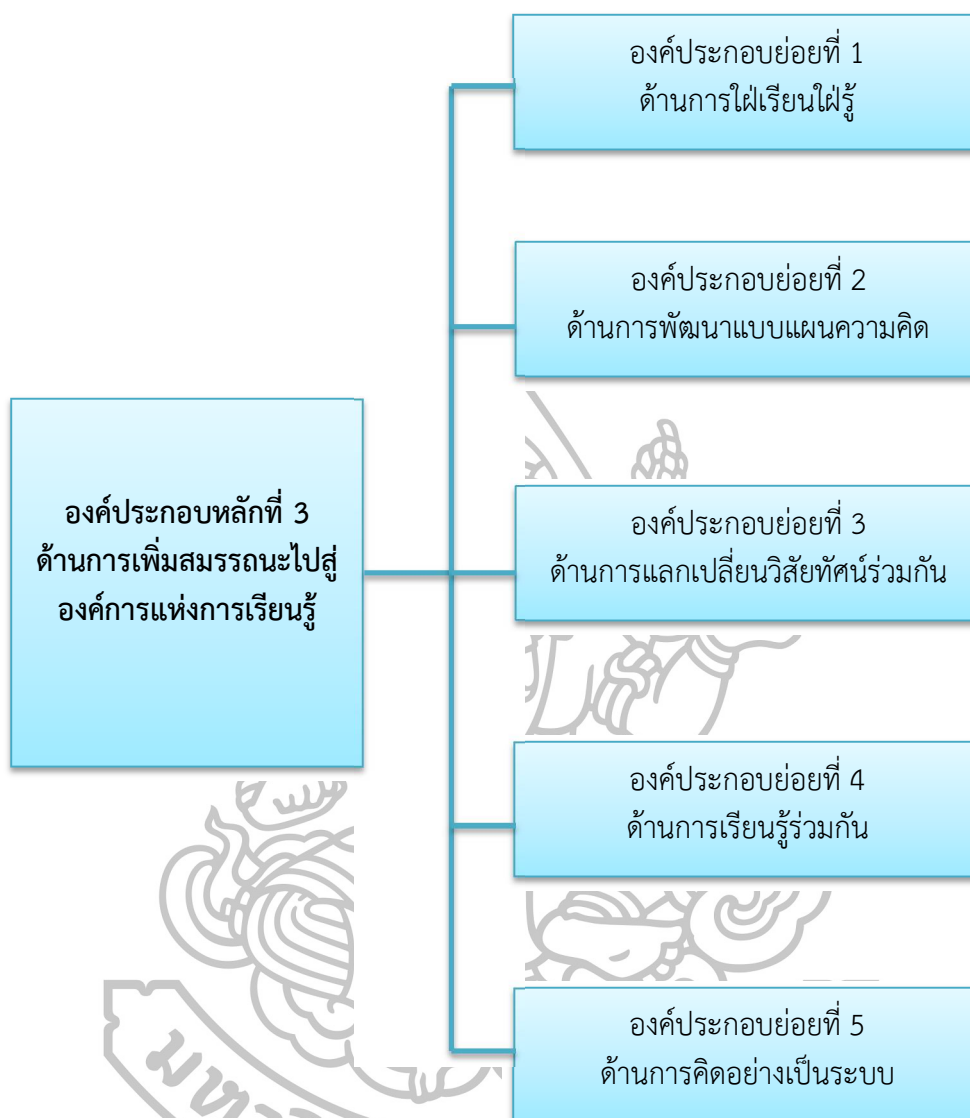 องค์ประกอบหลักที่ 3
ด้านการเพิ่มสมรรถนะไปสู่
องค์การแห่งการเรียนรู้
องค์ประกอบย่อยที่ 1
ด้านการใฝ่เรียนใฝ่รู้
องค์ประกอบย่อยที่ 2
ด้านการพัฒนาแบบแผนความคิด
องค์ประกอบย่อยที่ 3
ด้านการแลกเปลี่ยนวิสัยทัศน์ร่วมกัน
องค์ประกอบย่อยที่ 4
ด้านการเรียนรู้ร่วมกัน
องค์ประกอบย่อยที่ 5
ด้านการคิดอย่างเป็นระบบ